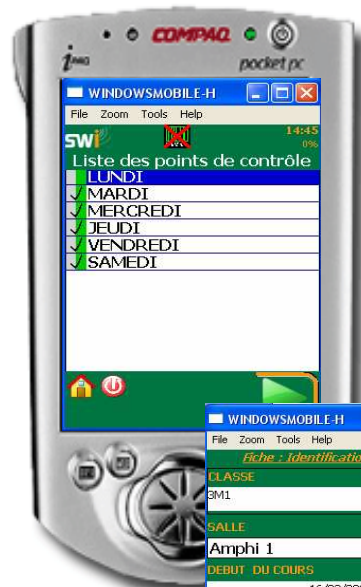 COMPAQ
iPAQ
pocket pc
WINDOWSMOBILE-H
File Zoom Tools Help
swi
14:45
0%
Liste des points de contrôle
LUNDI
MARDI
MERCREDI
JEUDI
VENDREDI
SAMEDI
WINDOWSMOBILE-H
File Zoom Tools Help
Fiche : Identificatio
CLASSE
3M1
SALLE
Amphi 1
DEBUT DU COURS